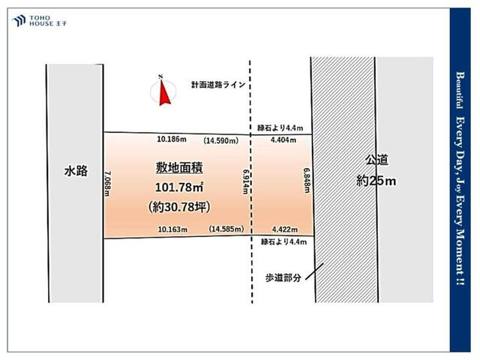 TOHO
HOUSE 王子
S
計画道路ライン
縁石より4.4m
10.186m
(14.590m)
4.404m
水路
7.068m
敷地面積
101.78㎡
(約30.78坪)
6.914m
6.848m
公道
約25m
10.163m
(14.585m)
4.422m
縁石より4.4m
歩道部分
Beautiful Every Day, Joy Every Moment !!